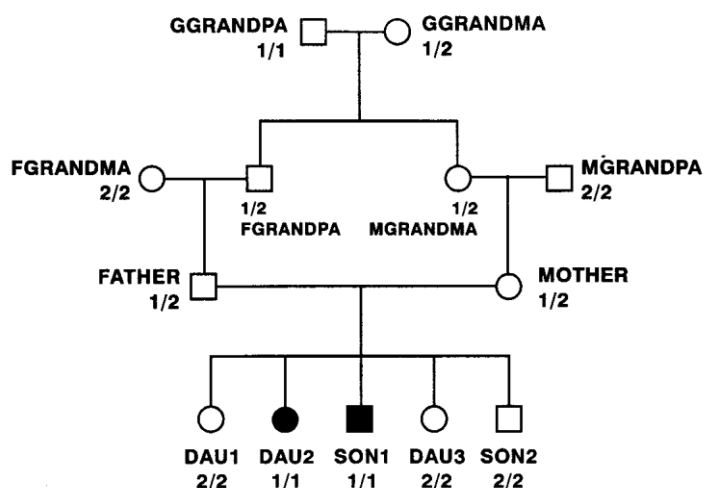 GGRANDPA
1/1
GGRANDMA
1/2
FGRANDMA
2/2
1/2
FGRANDPA
1/2
MGRANDMA
MGRANDPA
2/2
FATHER
1/2
MOTHER
1/2
DAU1 DAU2 SON1 DAU3 SON2
2/2 1/1 1/1 2/2 2/2